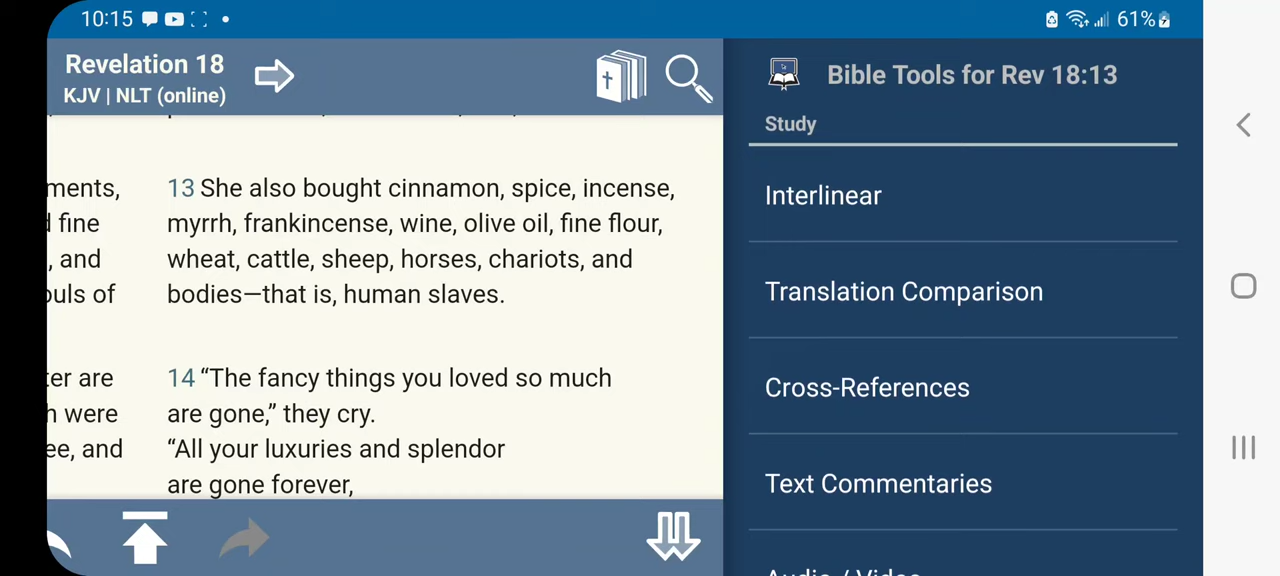 10:15
61%
Revelation 18
KJV | NLT (online)
ments,
d fine
, and
ouls of
ter are
h were
ee, and
13 She also bought cinnamon, spice, incense,
myrrh, frankincense, wine, olive oil, fine flour,
wheat, cattle, sheep, horses, chariots, and
bodies—that is, human slaves.
14 “The fancy things you loved so much
are gone,” they cry.
“All your luxuries and splendor
are gone forever,
Bible Tools for Rev 18:13
Study
Interlinear
Translation Comparison
Cross-References
Text Commentaries
Audio / Video